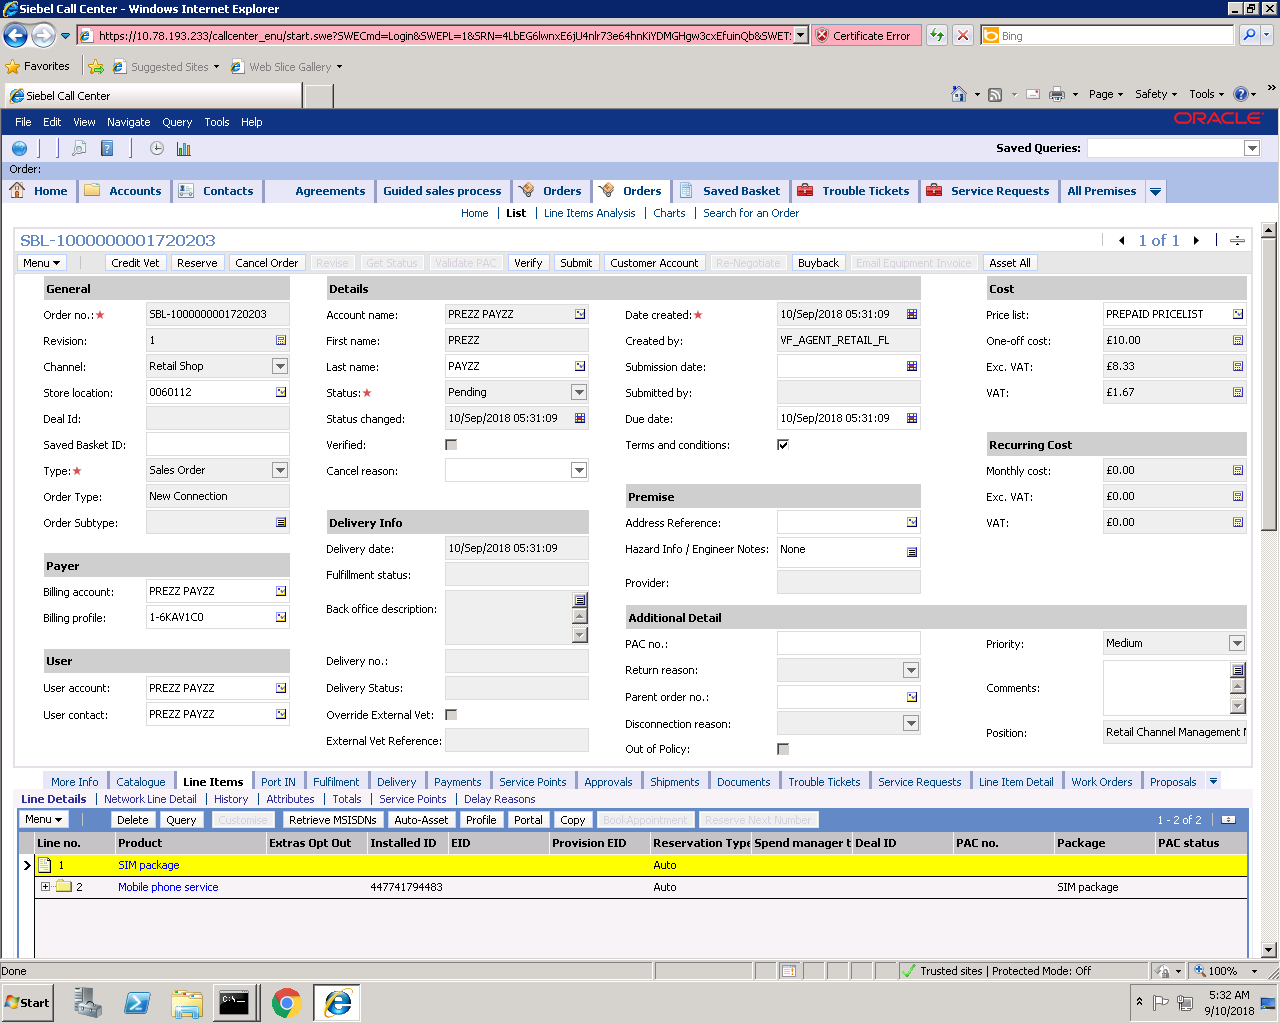 Siebel Call Center - Windows Internet Explorer
https://10.78.193.233/callcenter_enu/start.swe?SWECmd=Login&SWEPL=1&SRN=
Certificate Error
Bing
Favorites
Suggested Sites
Web Slice Gallery
Siebel Call Center
Page Safety Tools
File Edit View Navigate Query Tools Help
ORACLE
Saved Queries:
Order:
Home Accounts Contacts Agreements Guided sales process Orders Orders Saved Basket Trouble Tickets Service Requests All Premises
Home List Line Items Analysis Charts Search for an Order
SBL-1000000001720203
1 of 1
Menu Credit Vet Reserve Cancel Order Revise Get Status Validate PAC Verify Submit Customer Account Re-Negotiate Buyback Email Equipment Invoice Asset All
General
Order no.:★ SBL-1000000001720203
Revision: 1
Channel: Retail Shop
Store location: 0060112
Deal Id:
Saved Basket ID:
Type:★ Sales Order
Order Type: New Connection
Order Subtype:
Payer
Billing account: PREZZ PAYZZ
Billing profile: 1-6KAV1C0
User
User account: PREZZ PAYZZ
User contact: PREZZ PAYZZ
Details
Account name: PREZZ PAYZZ
First name: PREZZ
Last name: PAYZZ
Status:★ Pending
Status changed: 10/Sep/2018 05:31:09
Verified:
Cancel reason:
Delivery Info
Delivery date: 10/Sep/2018 05:31:09
Fulfillment status:
Back office description:
Delivery no.:
Delivery Status:
Override External Vet:
External Vet Reference:
Date created:★ 10/Sep/2018 05:31:09
Created by: VF_AGENT_RETAIL_FL
Submission date:
Submitted by:
Due date: 10/Sep/2018 05:31:09
Terms and conditions:
Premise
Address Reference:
Hazard Info / Engineer Notes: None
Provider:
Additional Detail
PAC no.:
Return reason:
Parent order no.:
Disconnection reason:
Out of Policy:
Cost
Price list: PREPAID PRICELIST
One-off cost: £10.00
Exc. VAT: £8.33
VAT: £1.67
Recurring Cost
Monthly cost: £0.00
Exc. VAT: £0.00
VAT: £0.00
Priority: Medium
Comments:
Position: Retail Channel Management
More Info Catalogue Line Items Port IN Fulfilment Delivery Payments Service Points Approvals Shipments Documents Trouble Tickets Service Requests Line Item Detail Work Orders Proposals
Line Details Network Line Detail History Attributes Totals Service Points Delay Reasons
Menu Delete Query Customise Retrieve MSISDNs Auto-Asset Profile Portal Copy BookAppointment Reserve Next Number 1 - 2 of 2
Line no. Product Extras Opt Out Installed ID EID Provision EID Reservation Type Spend manager t Deal ID PAC no. Package PAC status
1 SIM package Auto
2 Mobile phone service 447741794483 Auto SIM package
Done
Trusted sites | Protected Mode: Off
100%
Start
5:32 AM
9/10/2018